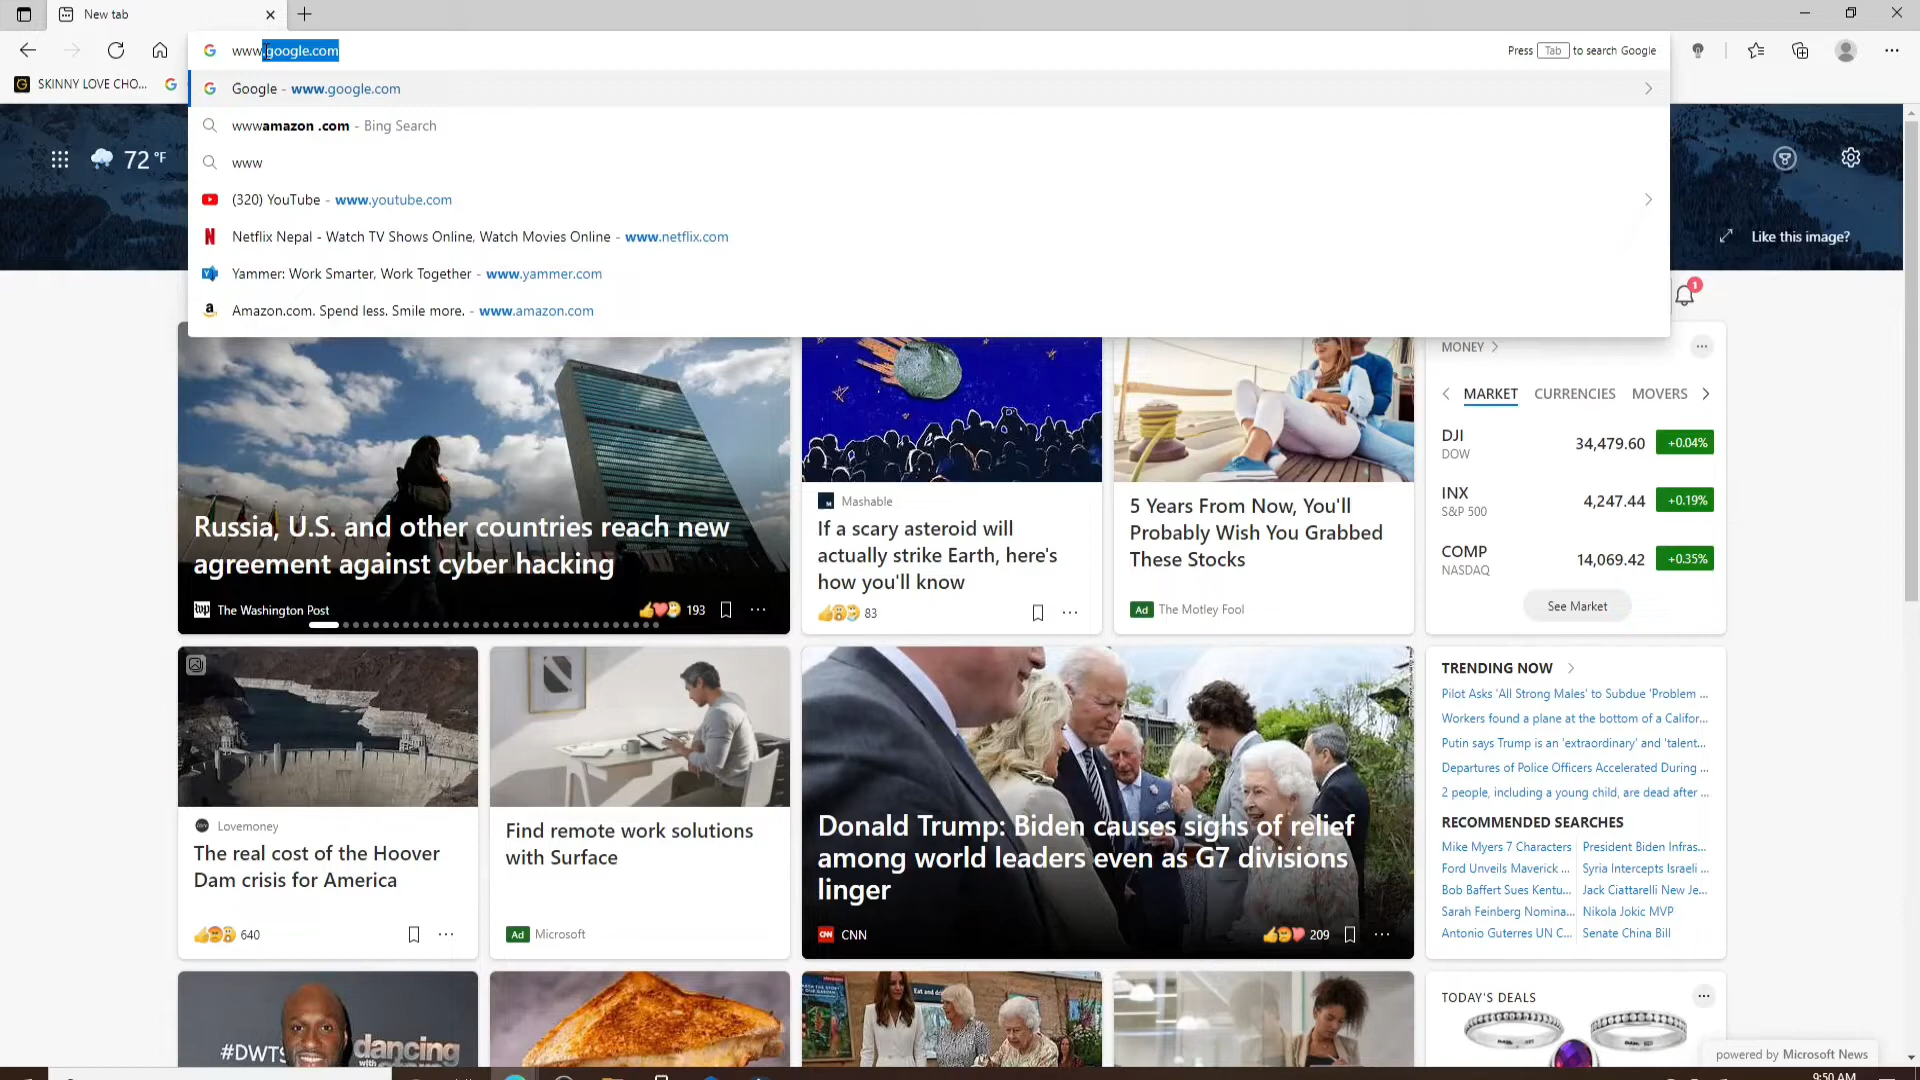 New tab
www.google.com
Press Tab to search Google
SKINNY LOVE CHO...
Google - www.google.com
wwwamazon .com - Bing Search
www
(320) YouTube - www.youtube.com
Netflix Nepal - Watch TV Shows Online, Watch Movies Online - www.netflix.com
Yammer: Work Smarter, Work Together - www.yammer.com
Amazon.com. Spend less. Smile more. - www.amazon.com
72 °F
Like this image?
1
Russia, U.S. and other countries reach new
agreement against cyber hacking
wp The Washington Post
193
Mashable
If a scary asteroid will
actually strike Earth, here's
how you'll know
83
5 Years From Now, You'll
Probably Wish You Grabbed
These Stocks
Ad The Motley Fool
MONEY
MARKET CURRENCIES MOVERS
DJI
DOW
34,479.60 +0.04%
INX
S&P 500
4,247.44 +0.19%
COMP
NASDAQ
14,069.42 +0.35%
See Market
Lovemoney
The real cost of the Hoover
Dam crisis for America
640
Find remote work solutions
with Surface
Ad Microsoft
Donald Trump: Biden causes sighs of relief
among world leaders even as G7 divisions
linger
CNN CNN
209
TRENDING NOW
Pilot Asks 'All Strong Males' to Subdue 'Problem ...
Workers found a plane at the bottom of a Califor...
Putin says Trump is an 'extraordinary' and 'talent...
Departures of Police Officers Accelerated During ...
2 people, including a young child, are dead after ...
RECOMMENDED SEARCHES
Mike Myers 7 Characters
President Biden Infras...
Ford Unveils Maverick ...
Syria Intercepts Israeli ...
Bob Baffert Sues Kentu...
Jack Ciattarelli New Je...
Sarah Feinberg Nomina...
Nikola Jokic MVP
Antonio Guterres UN C...
Senate China Bill
#DWTS
dancing
TODAY'S DEALS
powered by Microsoft News
9:50 AM